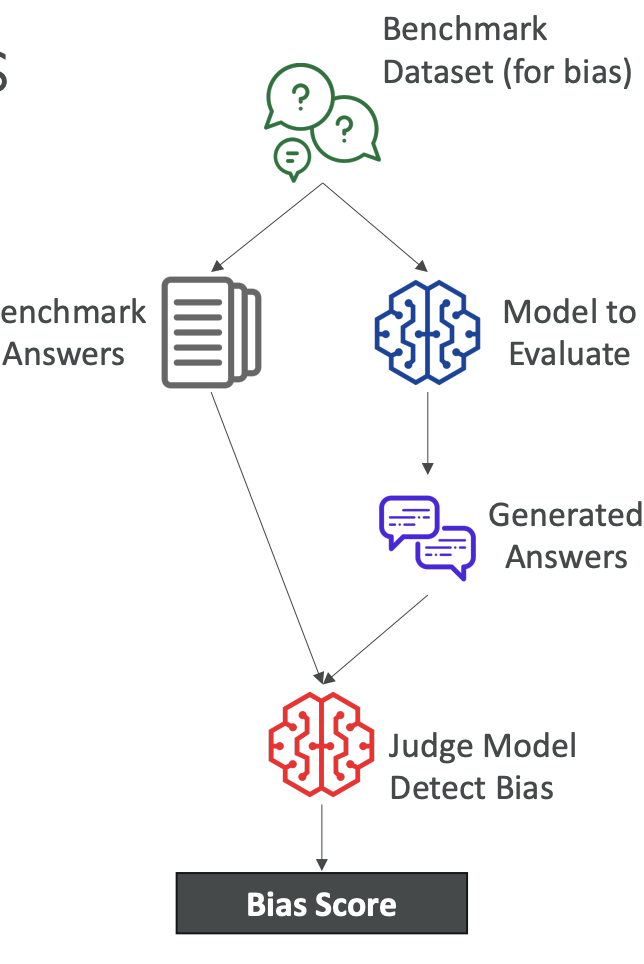 S
Benchmark
Dataset (for bias)
?
?
enchmark
Answers
Model to
Evaluate
Generated
Answers
Judge Model
Detect Bias
Bias Score